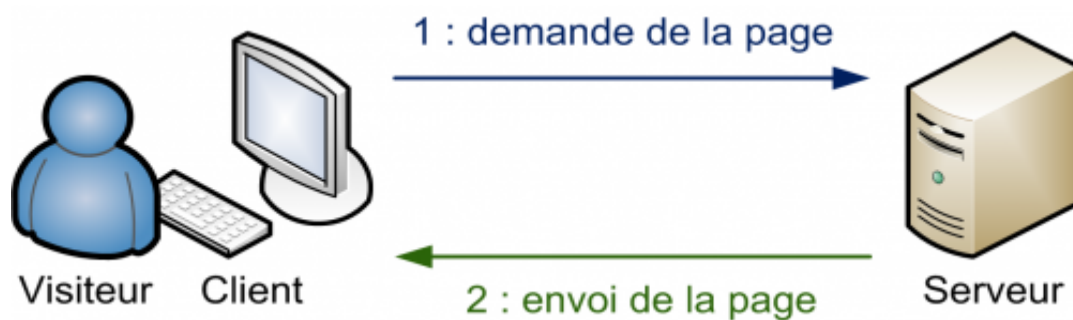 1 : demande de la page
Visiteur
Client
2 : envoi de la page
Serveur